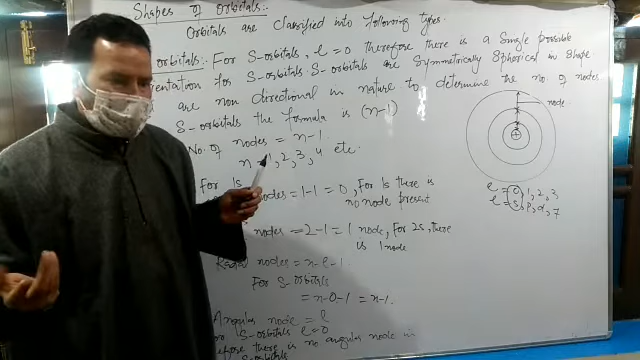 Shapes of orbitals:-
Orbitals are classified into following types.
orbitals:- For S-orbitals, l=0 therefore there is a single possible
entation for S-orbitals. S-orbitals are symmetrically spherical in shape
are non directional in nature to determine the no. of nodes
S-orbitals the formula is (n-1)
No. of nodes = n-1
n = 1, 2, 3, 4 etc
For 1s
nodes = 1-1 = 0, For 1s there is
no node present
nodes = 2-1 = 1 node, for 2s, there
is 1 node
Radial nodes = n-l-1
For S-orbitals
= n-0-1 = n-1.
Angular node = l
or S-orbitals l=0
there is no angular node in
S-orbitals
node
l = 0, 1, 2, 3
l = s, p, d, f